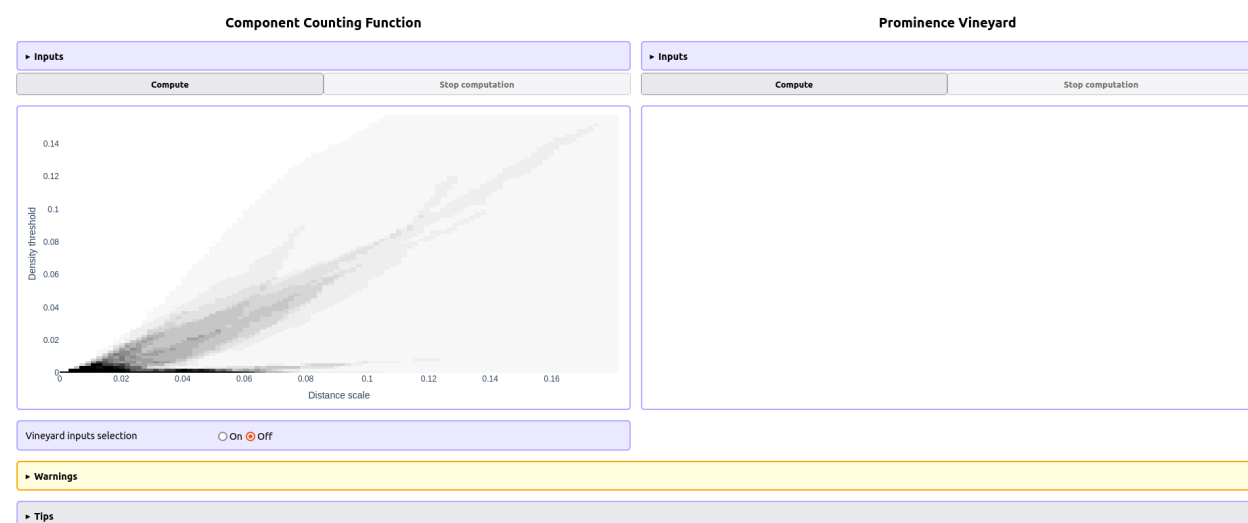 Component Counting Function
Prominence Vineyard
▸ Inputs
▸ Inputs
Compute
Stop computation
Compute
Stop computation
0.14
0.12
0.1
0.08
0.06
0.04
0.02
0
Density threshold
0 0.02 0.04 0.06 0.08 0.1 0.12 0.14 0.16
Distance scale
Vineyard inputs selection On Off
▸ Warnings
▸ Tips